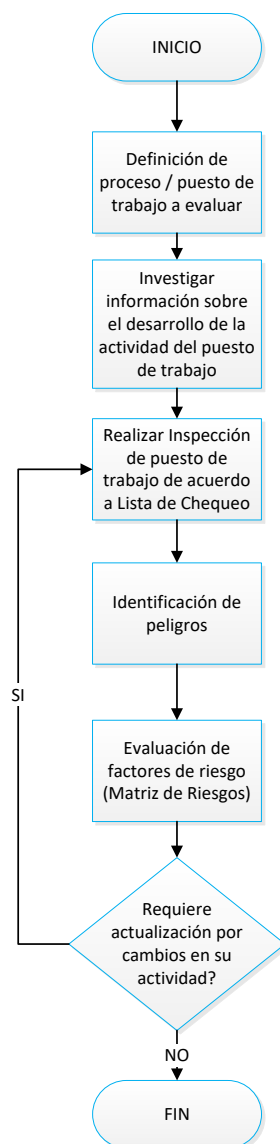 INICIO
Definición de
proceso / puesto de
trabajo a evaluar
Investigar
información sobre
el desarrollo de la
actividad del puesto
de trabajo
Realizar Inspección
de puesto de
trabajo de acuerdo
a Lista de Chequeo
Identificación de
peligros
SI
Evaluación de
factores de riesgo
(Matriz de Riesgos)
Requiere
actualización por
cambios en su
actividad?
NO
FIN